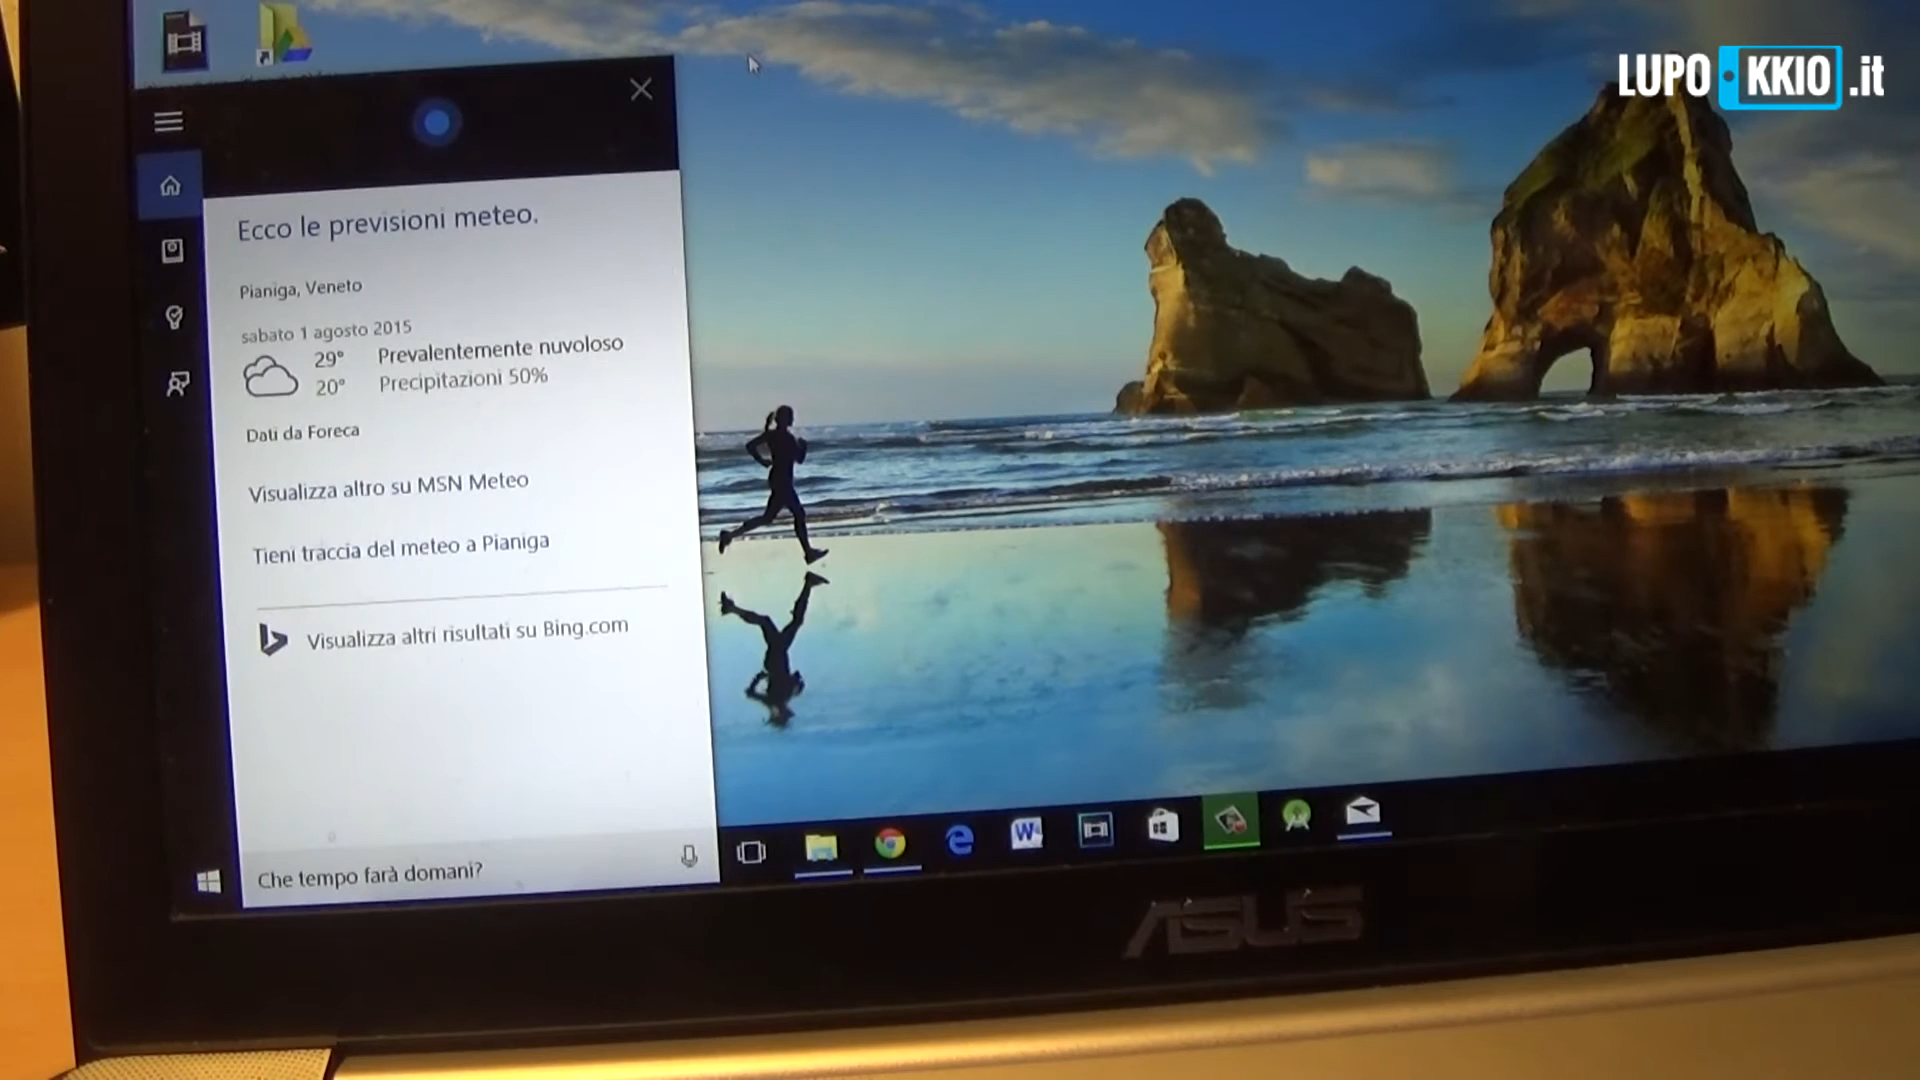 LUPO KKIO.it
Ecco le previsioni meteo.
Pianiga, Veneto
sabato 1 agosto 2015
29° Prevalentemente nuvoloso
20° Precipitazioni 50%
Dati da Foreca
Visualizza altro su MSN Meteo
Tieni traccia del meteo a Pianiga
Visualizza altri risultati su Bing.com
Che tempo farà domani?
W
ASUS